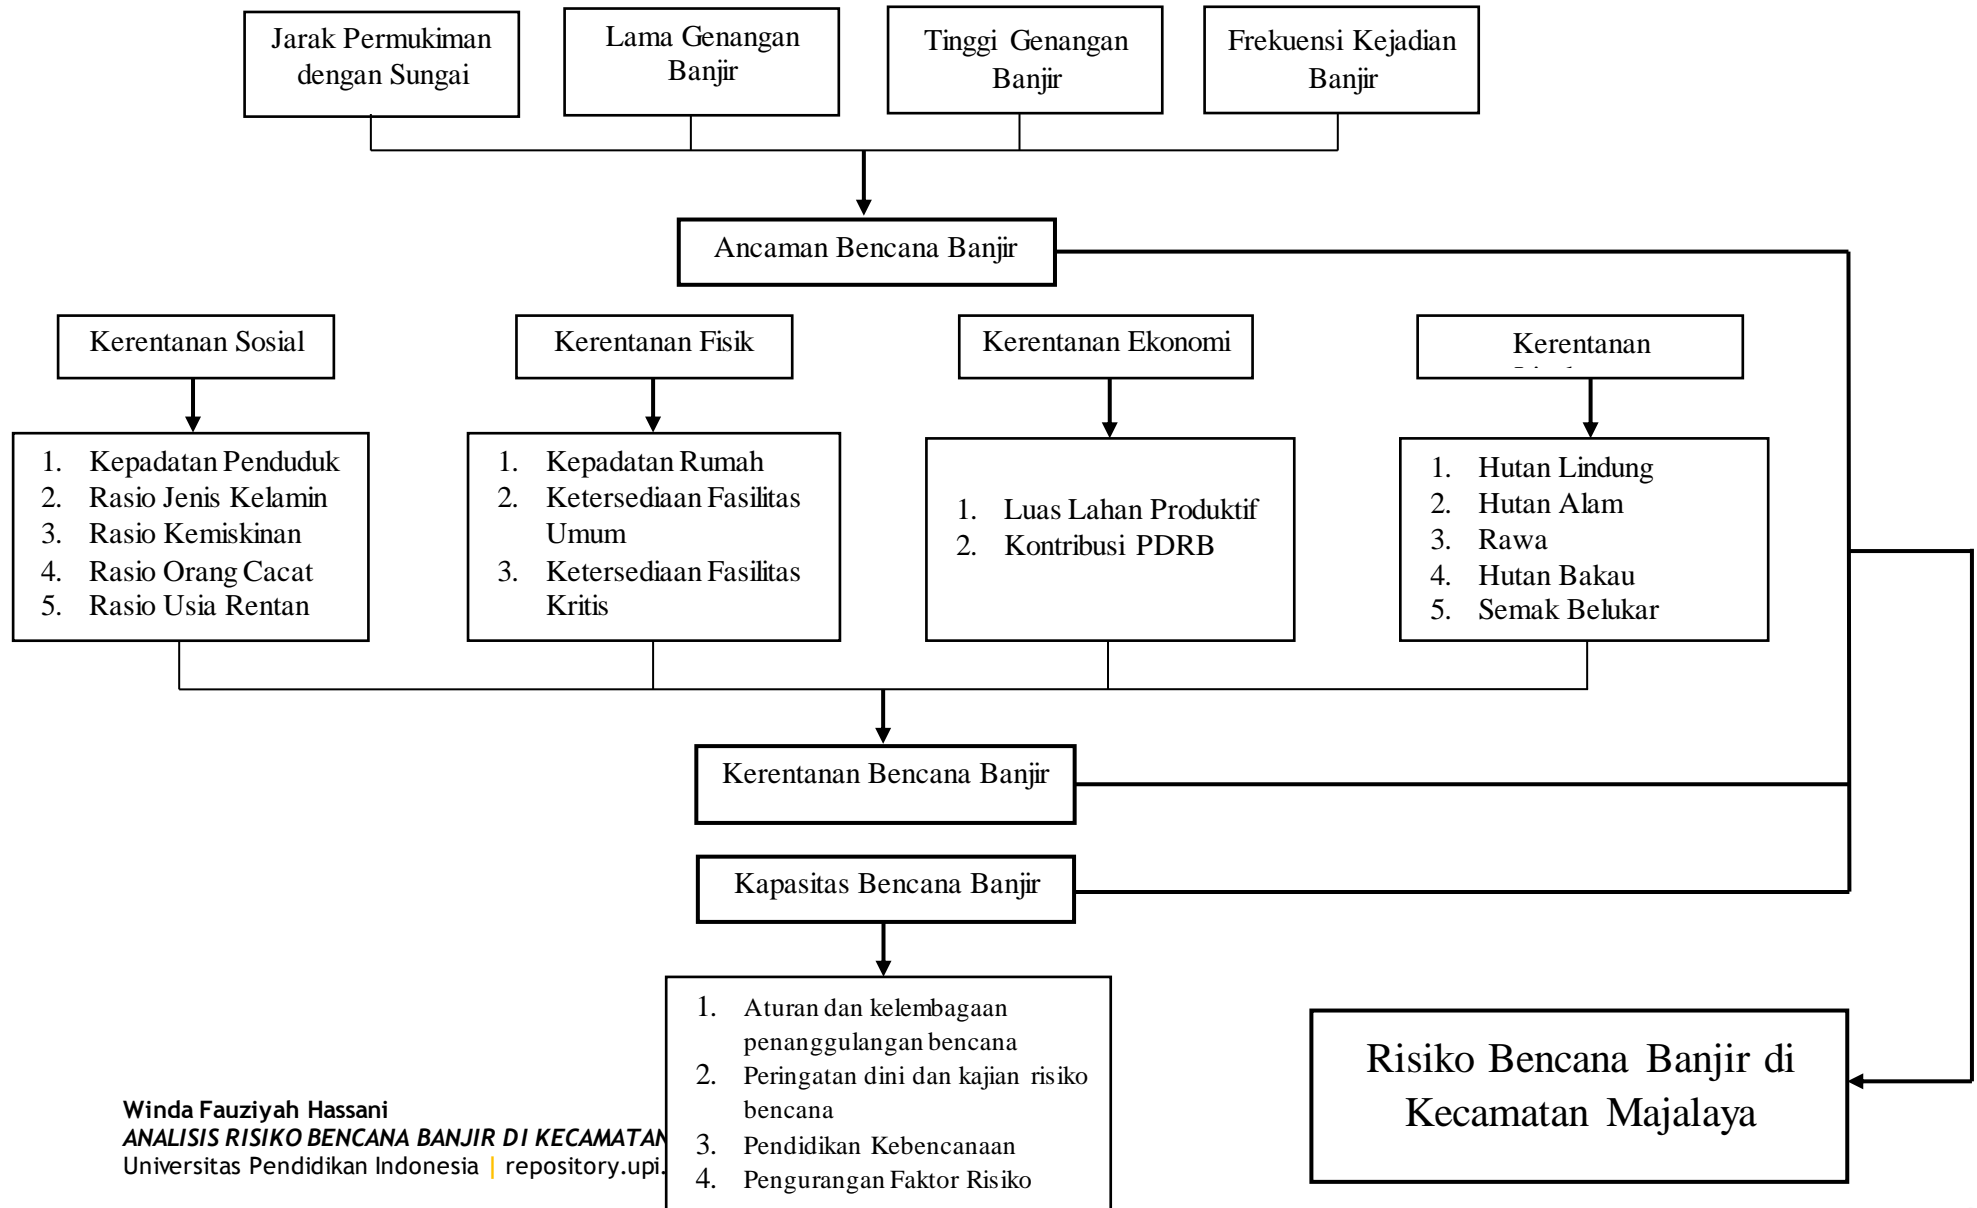 Jarak Permukiman
dengan Sungai
Lama Genangan
Banjir
Tinggi Genangan
Banjir
Frekuensi Kejadian
Banjir
Ancaman Bencana Banjir
Kerentanan Sosial
Kerentanan Fisik
Kerentanan Ekonomi
Kerentanan
1. Kepadatan Penduduk
2. Rasio Jenis Kelamin
3. Rasio Kemiskinan
4. Rasio Orang Cacat
5. Rasio Usia Rentan
1. Kepadatan Rumah
2. Ketersediaan Fasilitas
Umum
3. Ketersediaan Fasilitas
Kritis
1. Luas Lahan Produktif
2. Kontribusi PDRB
1. Hutan Lindung
2. Hutan Alam
3. Rawa
4. Hutan Bakau
5. Semak Belukar
Kerentanan Bencana Banjir
Kapasitas Bencana Banjir
1. Aturan dan kelembagaan
penanggulangan bencana
2. Peringatan dini dan kajian risiko
bencana
3. Pendidikan Kebencanaan
4. Pengurangan Faktor Risiko
Risiko Bencana Banjir di
Kecamatan Majalaya
Winda Fauziyah Hassani
ANALISIS RISIKO BENCANA BANJIR DI KECAMATAN
Universitas Pendidikan Indonesia | repository.upi.